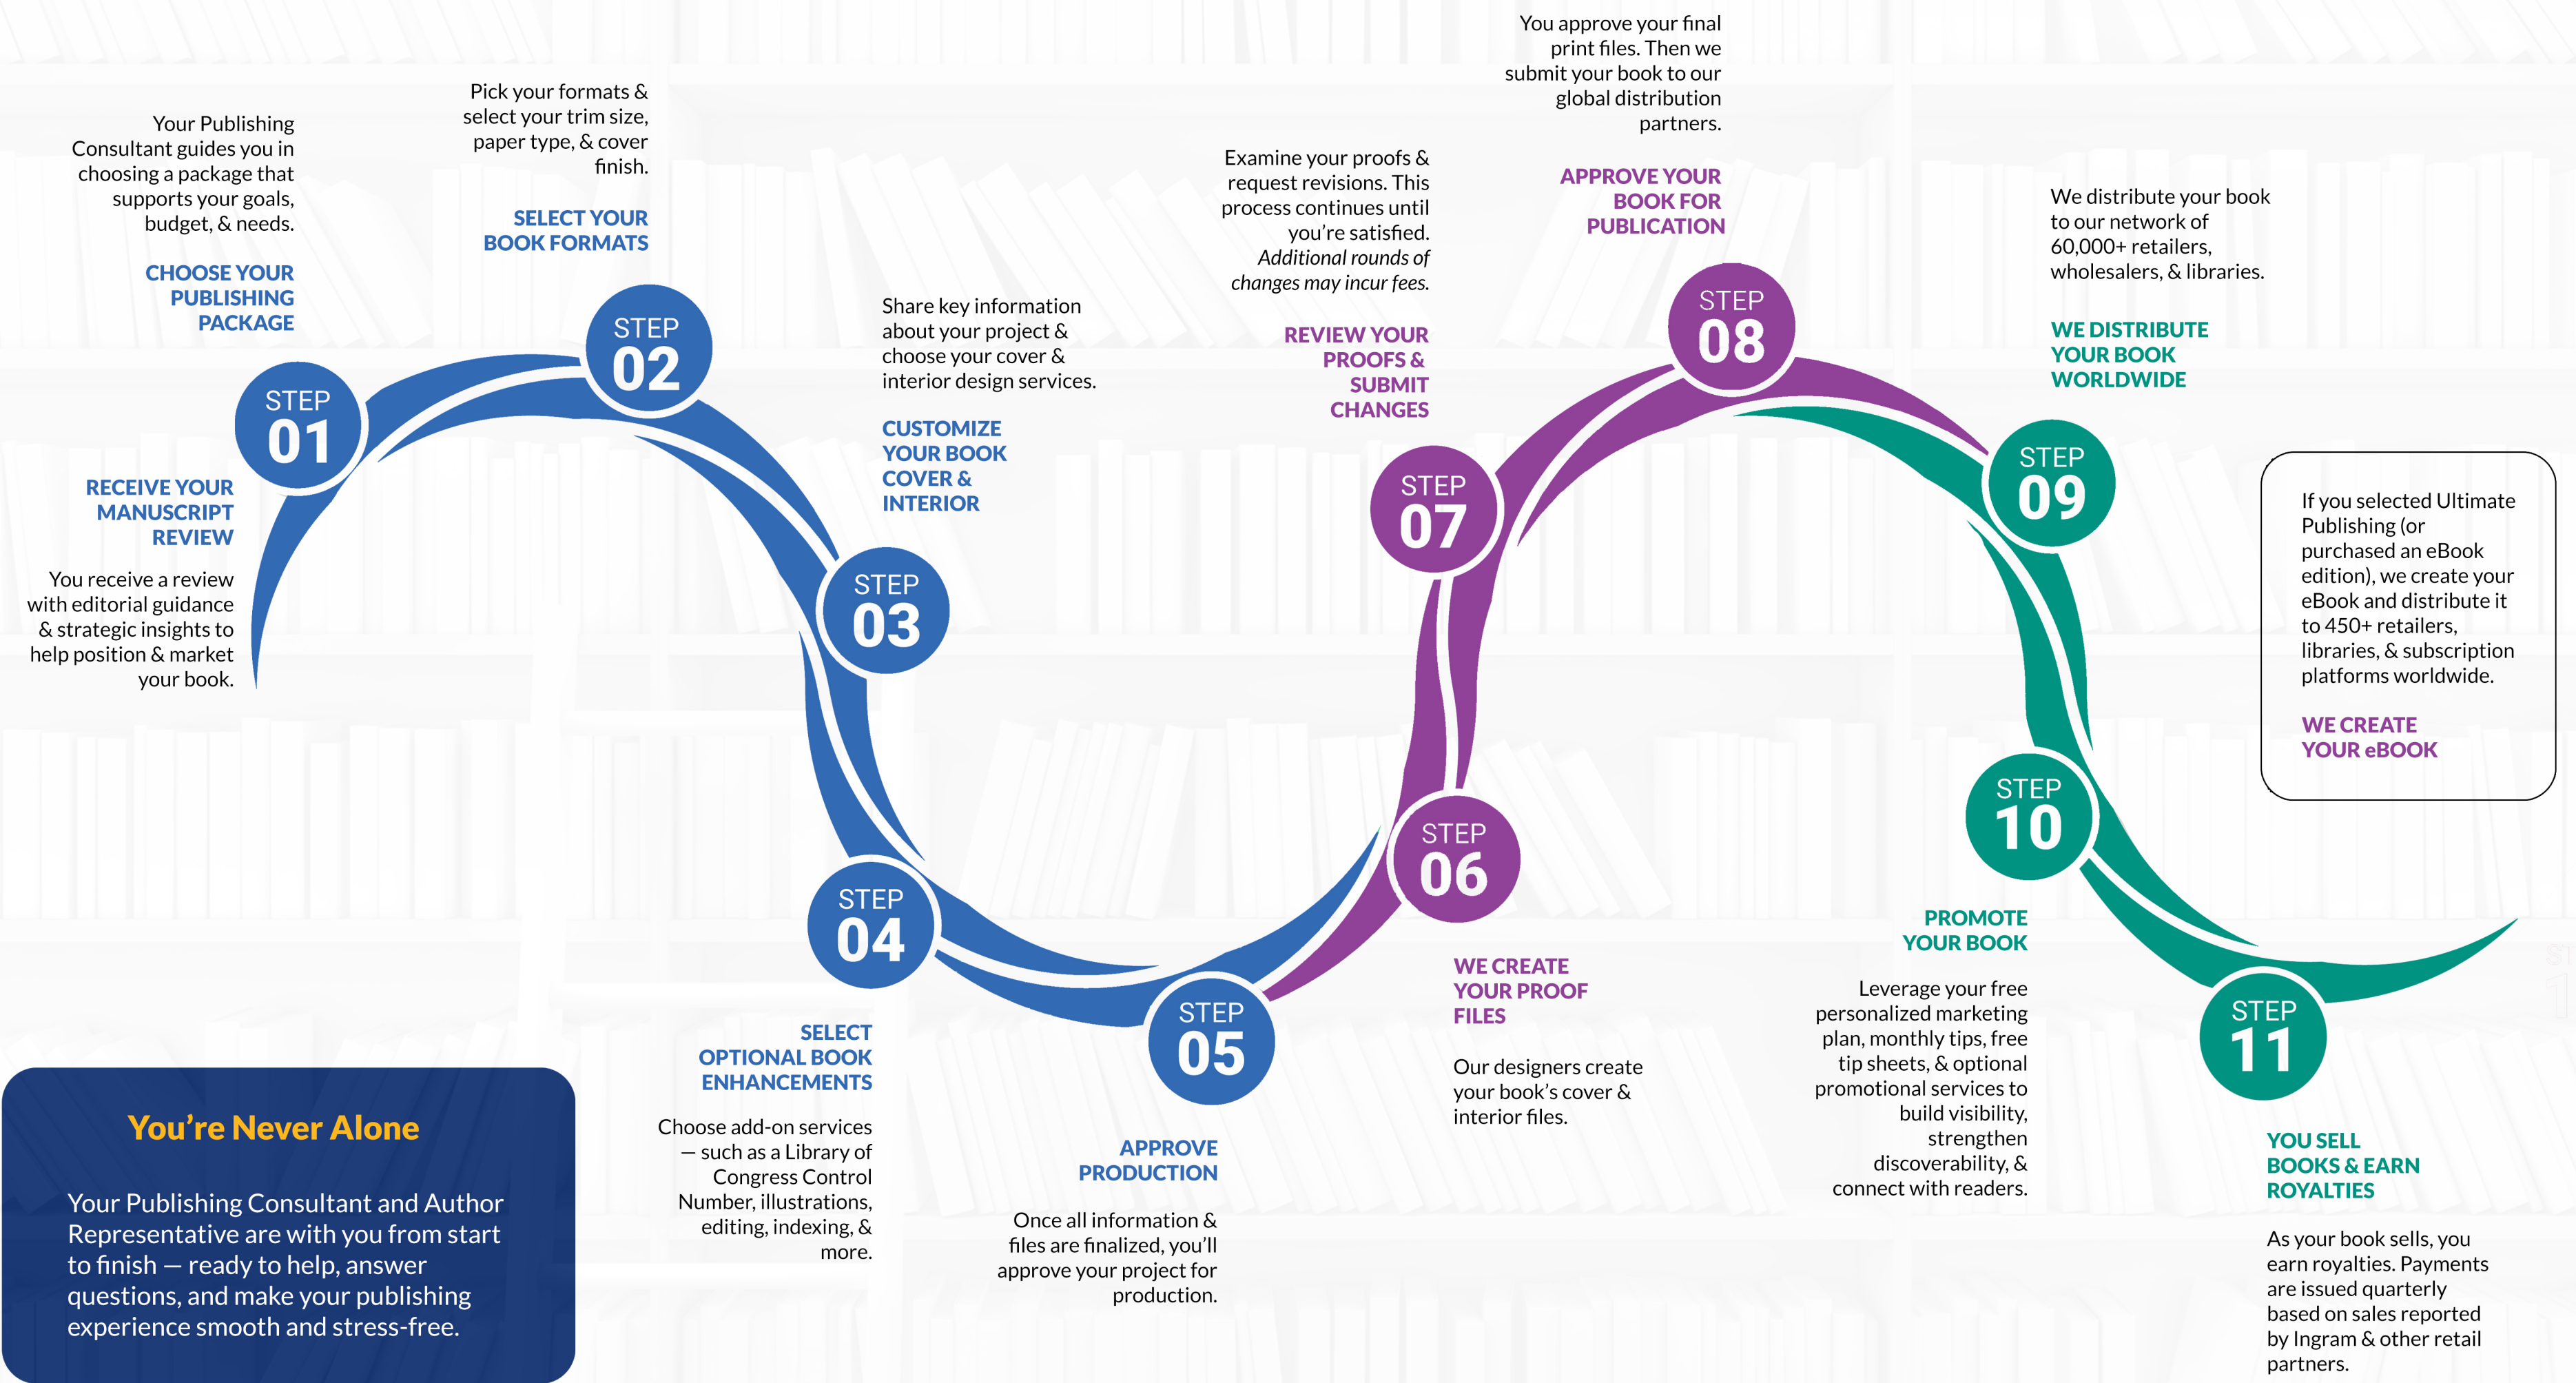 Your Publishing
Consultant guides you in
choosing a package that
supports your goals,
budget, & needs.
CHOOSE YOUR
PUBLISHING
PACKAGE
STEP
01
RECEIVE YOUR
MANUSCRIPT
REVIEW
You receive a review
with editorial guidance
& strategic insights to
help position & market
your book.
Pick your formats &
select your trim size,
paper type, & cover
finish.
SELECT YOUR
BOOK FORMATS
STEP
02
Share key information
about your project &
choose your cover &
interior design services.
CUSTOMIZE
YOUR BOOK
COVER &
INTERIOR
STEP
03
STEP
04
SELECT
OPTIONAL BOOK
ENHANCEMENTS
Choose add-on services
— such as a Library of
Congress Control
Number, illustrations,
editing, indexing, &
more.
STEP
05
APPROVE
PRODUCTION
Once all information &
files are finalized, you’ll
approve your project for
production.
STEP
06
WE CREATE
YOUR PROOF
FILES
Our designers create
your book’s cover &
interior files.
Examine your proofs &
request revisions. This
process continues until
you’re satisfied.
Additional rounds of
changes may incur fees.
REVIEW YOUR
PROOFS &
SUBMIT
CHANGES
STEP
07
You approve your final
print files. Then we
submit your book to our
global distribution
partners.
APPROVE YOUR
BOOK FOR
PUBLICATION
STEP
08
We distribute your book
to our network of
60,000+ retailers,
wholesalers, & libraries.
WE DISTRIBUTE
YOUR BOOK
WORLDWIDE
STEP
09
If you selected Ultimate
Publishing (or
purchased an eBook
edition), we create your
eBook and distribute it
to 450+ retailers,
libraries, & subscription
platforms worldwide.
WE CREATE
YOUR eBOOK
STEP
10
PROMOTE
YOUR BOOK
Leverage your free
personalized marketing
plan, monthly tips, free
tip sheets, & optional
promotional services to
build visibility,
strengthen
discoverability, &
connect with readers.
STEP
11
YOU SELL
BOOKS & EARN
ROYALTIES
As your book sells, you
earn royalties. Payments
are issued quarterly
based on sales reported
by Ingram & other retail
partners.
You’re Never Alone
Your Publishing Consultant and Author
Representative are with you from start
to finish — ready to help, answer
questions, and make your publishing
experience smooth and stress-free.